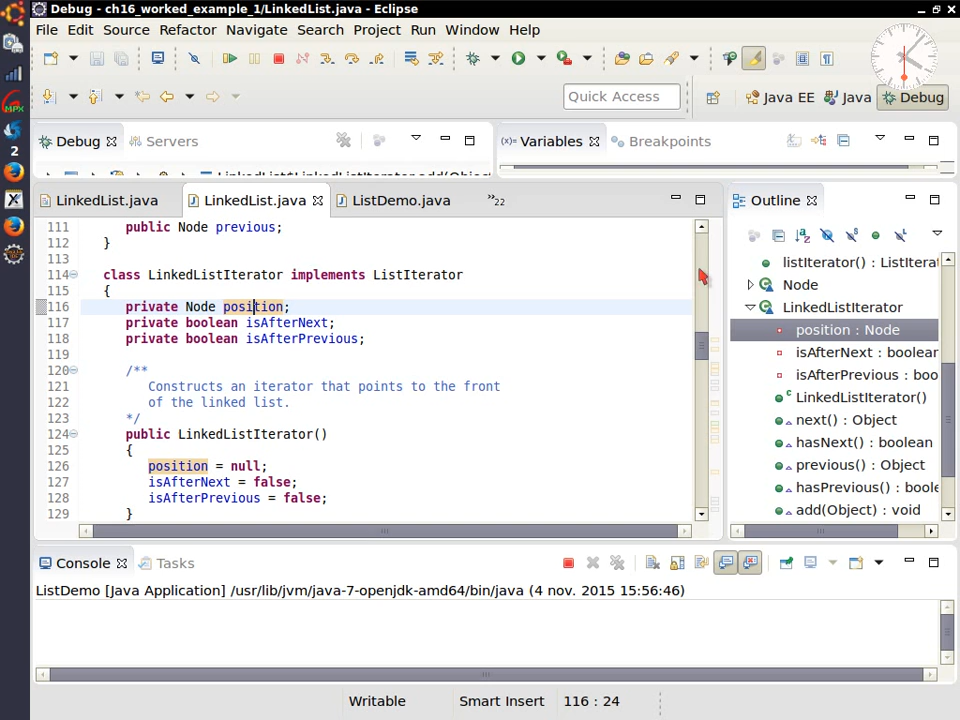 Debug - ch16_worked_example_1/LinkedList.java - Eclipse
File Edit Source Refactor Navigate Search Project Run Window Help
Quick Access
Java EE
Java
Debug
Debug
Servers
(x)= Variables
Breakpoints
LinkedList.java
LinkedList.java
ListDemo.java
»22
Outline
111 public Node previous;
112 }
113
114 class LinkedListIterator implements ListIterator
115 {
116 private Node position;
117 private boolean isAfterNext;
118 private boolean isAfterPrevious;
119
120 /**
121 Constructs an iterator that points to the front
122 of the linked list.
123 */
124 public LinkedListIterator()
125 {
126 position = null;
127 isAfterNext = false;
128 isAfterPrevious = false;
129 }
listIterator() : ListItera
Node
LinkedListIterator
position : Node
isAfterNext : boolean
isAfterPrevious : boo
LinkedListIterator()
next() : Object
hasNext() : boolean
previous() : Object
hasPrevious() : boole
add(Object) : void
2
Console
Tasks
ListDemo [Java Application] /usr/lib/jvm/java-7-openjdk-amd64/bin/java (4 nov. 2015 15:56:46)
Writable
Smart Insert
116 : 24